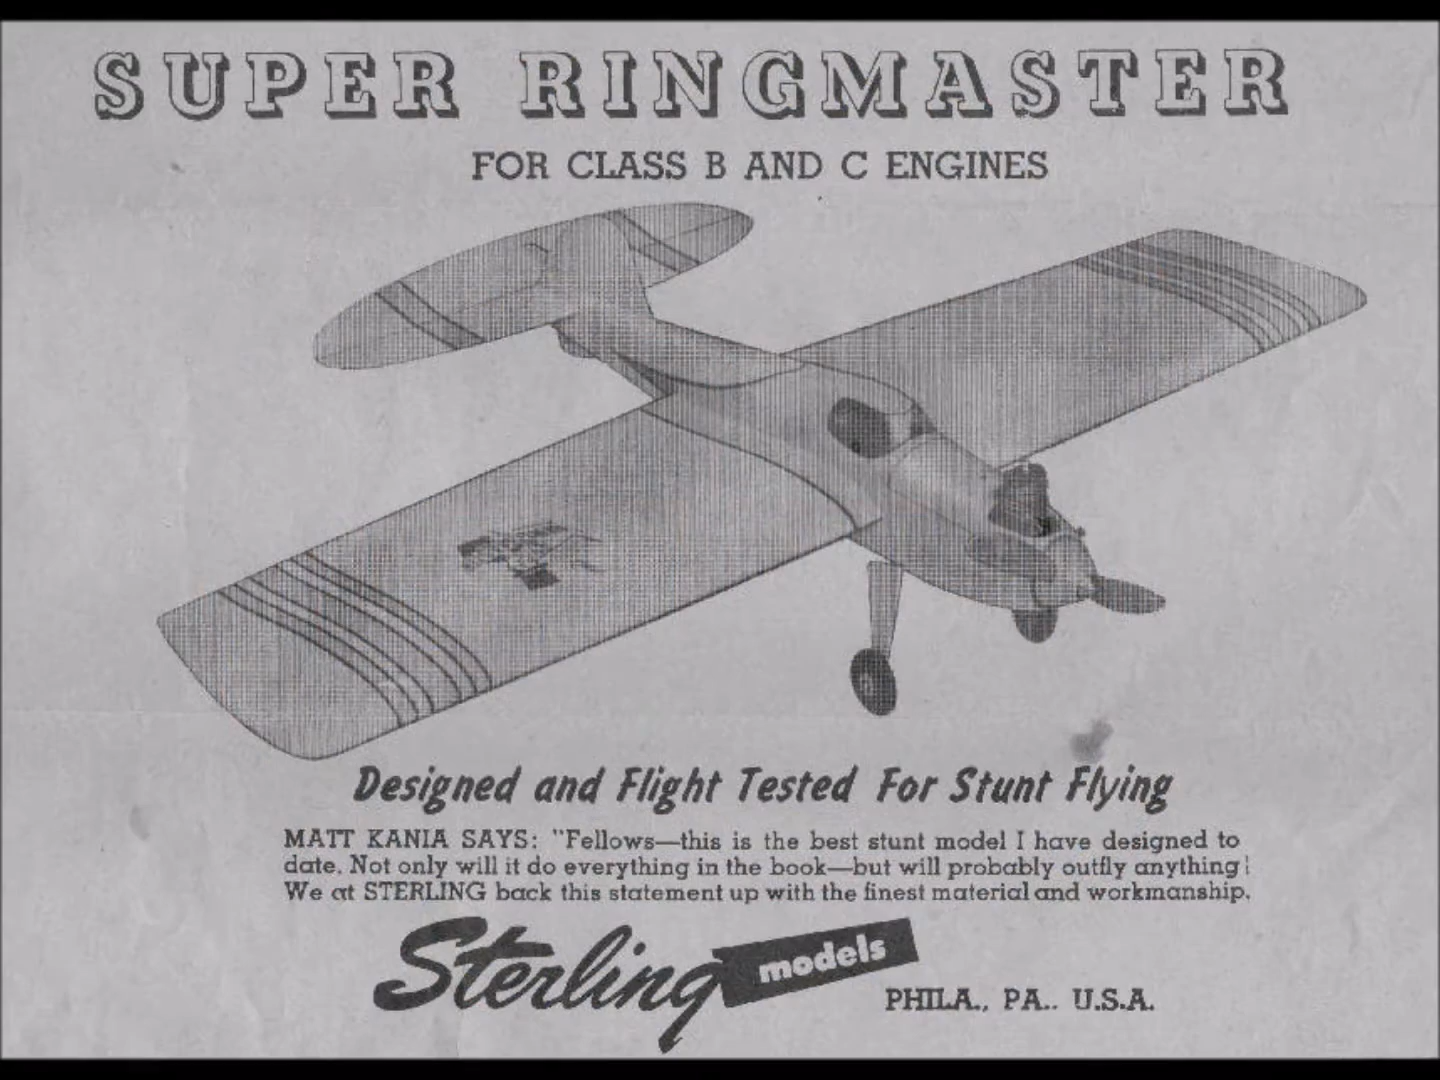 SUPER RINGMASTER
FOR CLASS B AND C ENGINES
Designed and Flight Tested For Stunt Flying
MATT KANIA SAYS: "Fellows—this is the best stunt model I have designed to
date. Not only will it do everything in the book—but will probably outfly anything!
We at STERLING back this statement up with the finest material and workmanship.
Sterling models
PHILA., PA.. U.S.A.